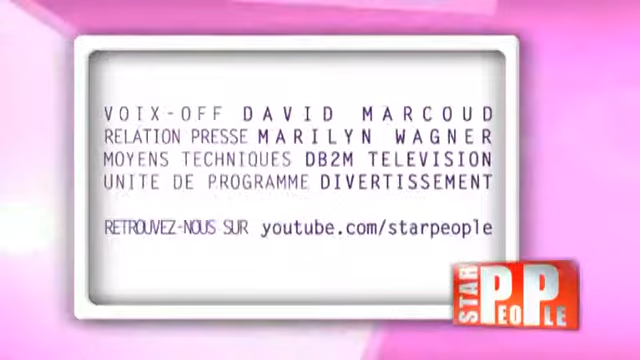 VOIX-OFF DAVID MARCOUD
RELATION PRESSE MARILYN WAGNER
MOYENS TECHNIQUES DB2M TELEVISION
UNITE DE PROGRAMME DIVERTISSEMENT
RETROUVEZ-NOUS SUR youtube.com/starpeople
STAR PEOPLE